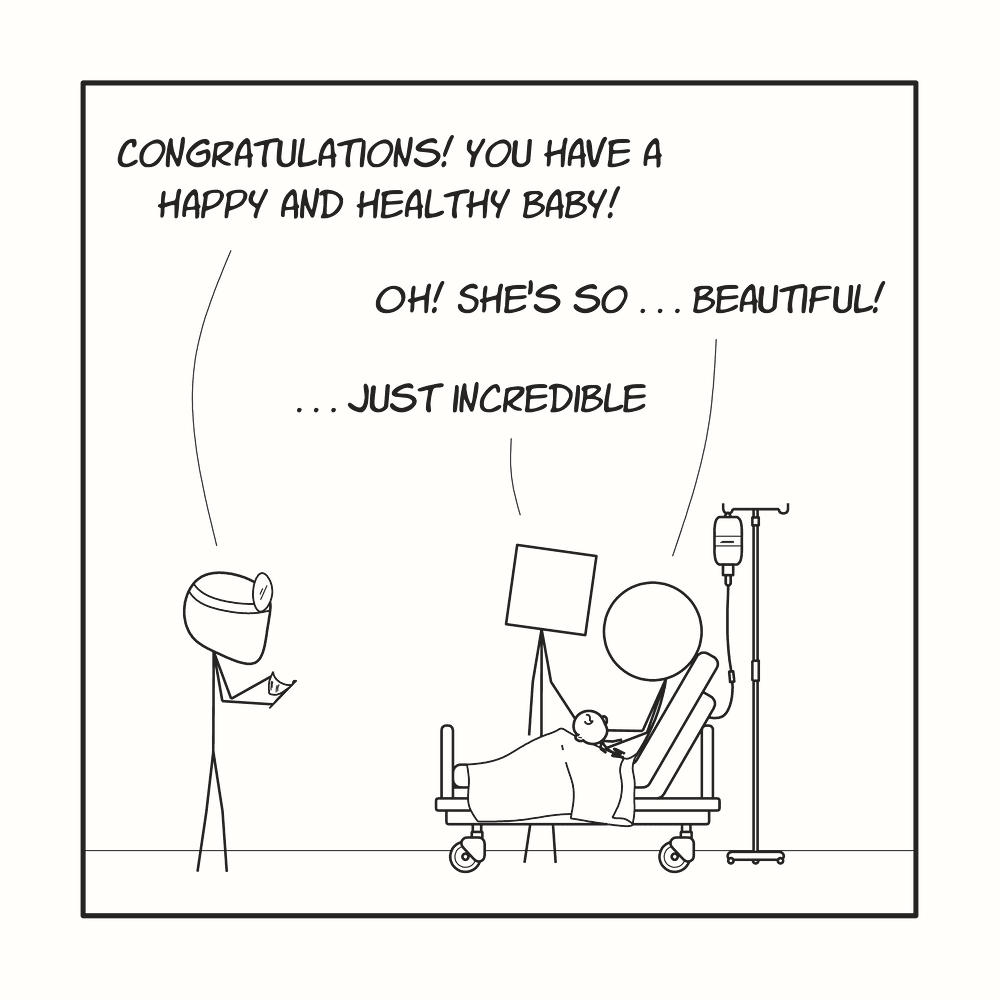 CONGRATULATIONS! YOU HAVE A
HAPPY AND HEALTHY BABY!
OH! SHE'S SO ... BEAUTIFUL!
...JUST INCREDIBLE